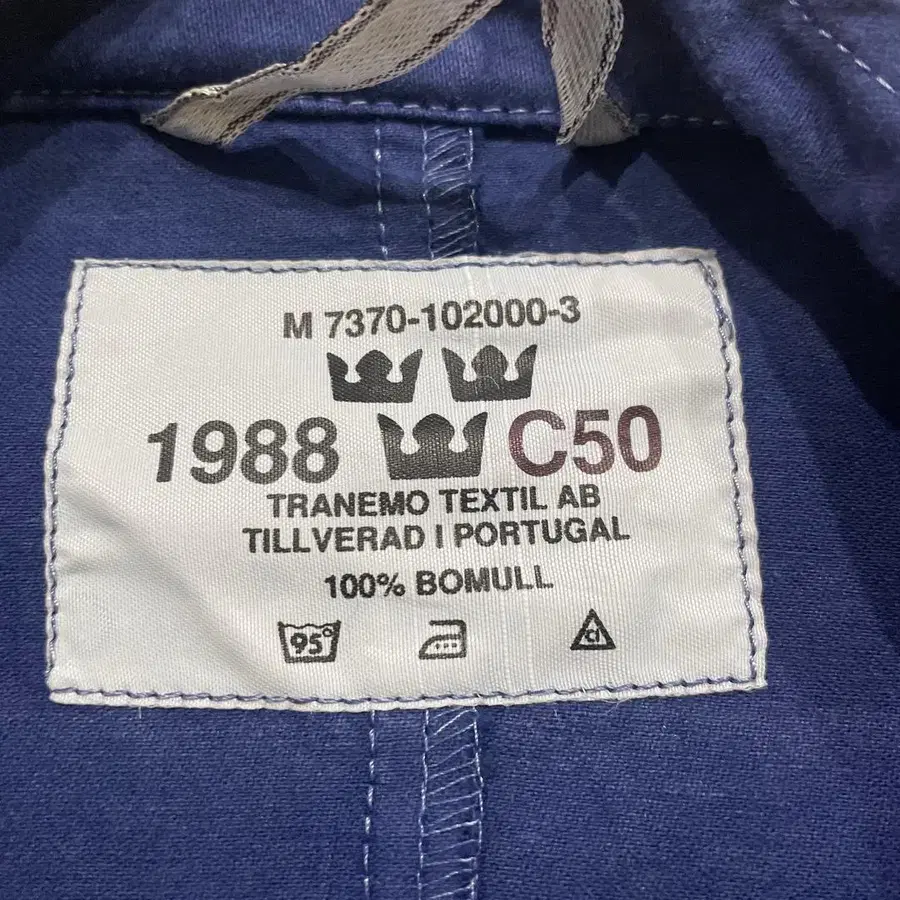 M 7370-102000-3
1988 C50
TRANEMO TEXTIL AB
TILLVERAD I PORTUGAL
100% BOMULL
95° cl